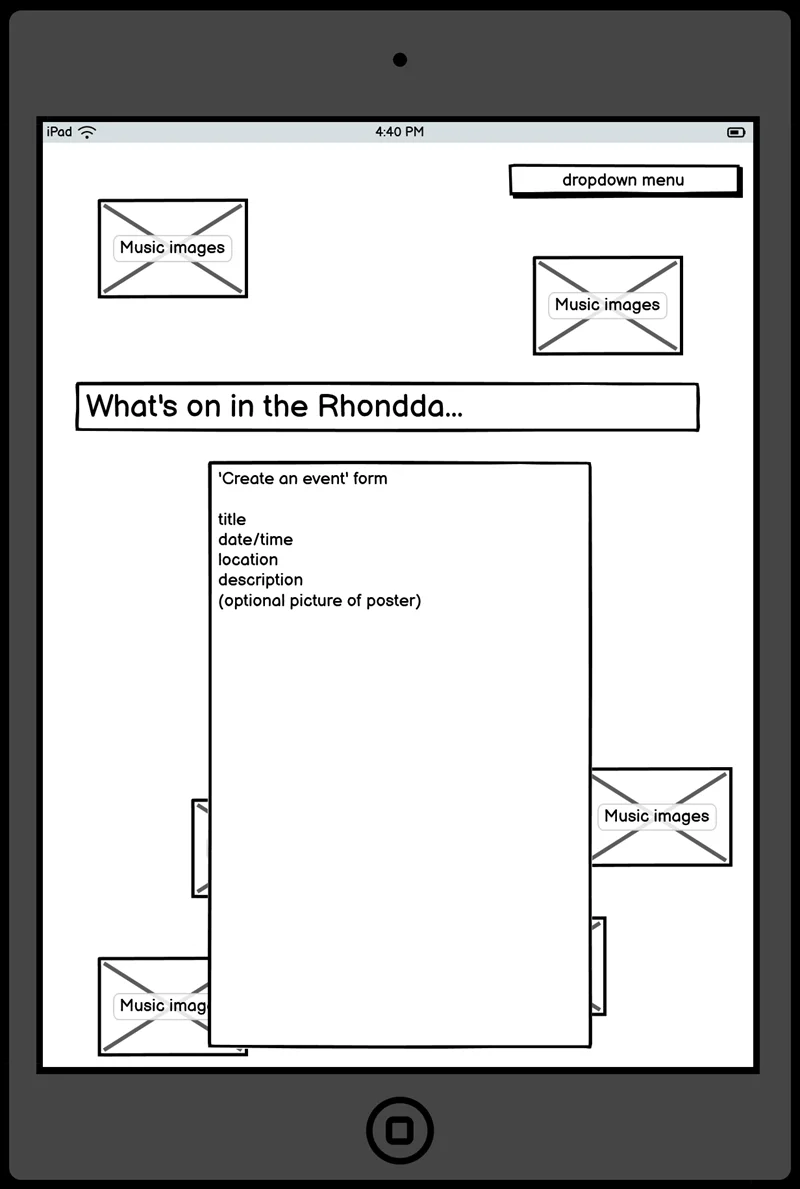 iPad
4:40 PM
dropdown menu
Music images
Music images
What's on in the Rhondda...
'Create an event' form
title
date/time
location
description
(optional picture of poster)
Music images
Music imag